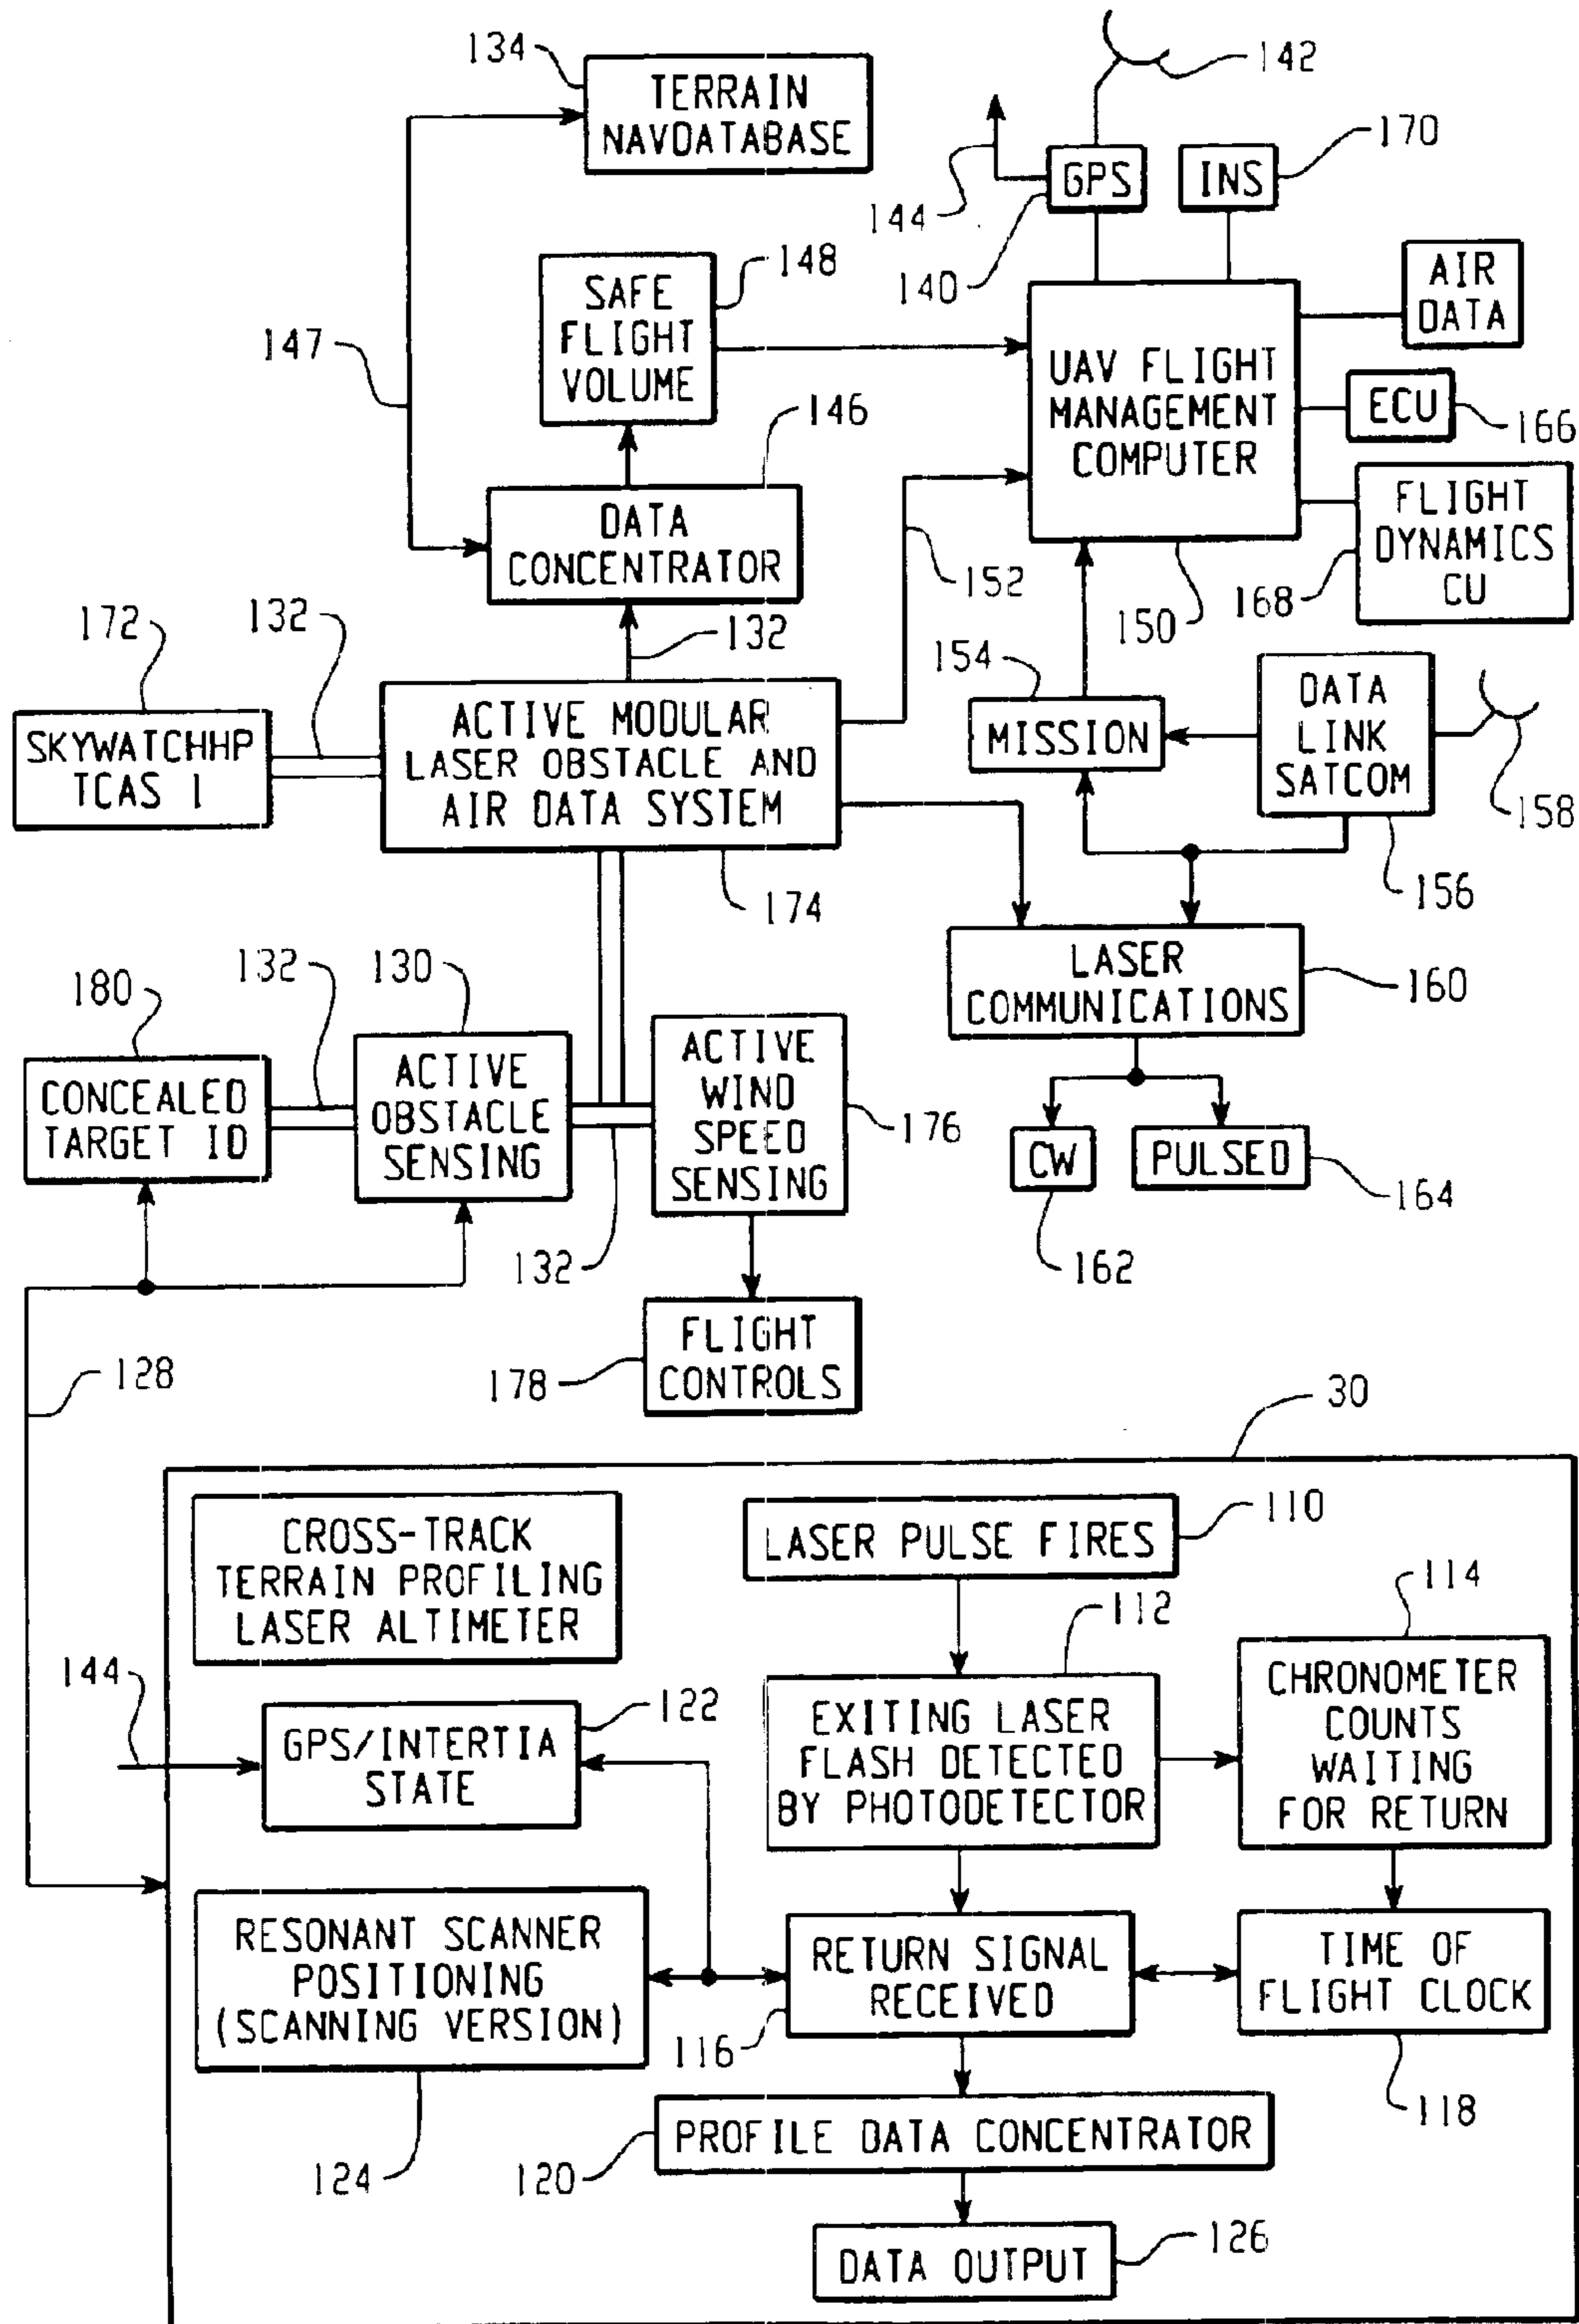 142
134
TERRAIN
NAVDATABASE
170
GPS
INS
144
140
148
SAFE
FLIGHT
VOLUME
AIR
DATA
147
UAV FLIGHT
MANAGEMENT
COMPUTER
ECU
166
146
DATA
CONCENTRATOR
FLIGHT
DYNAMICS
CU
152
168
150
172
132
132
154
SKYWATCHHP
TCAS I
ACTIVE MODULAR
LASER OBSTACLE AND
AIR DATA SYSTEM
MISSION
DATA
LINK
SATCOM
158
174
156
132
130
180
LASER
COMMUNICATIONS
160
CONCEALED
TARGET ID
ACTIVE
OBSTACLE
SENSING
ACTIVE
WIND
SPEED
SENSING
176
CW
PULSED
164
132
162
FLIGHT
CONTROLS
178
128
30
CROSS-TRACK
TERRAIN PROFILING
LASER ALTIMETER
LASER PULSE FIRES
110
112
114
144
GPS/INTERTIA
STATE
122
EXITING LASER
FLASH DETECTED
BY PHOTODETECTOR
CHRONOMETER
COUNTS
WAITING
FOR RETURN
RESONANT SCANNER
POSITIONING
(SCANNING VERSION)
RETURN SIGNAL
RECEIVED
TIME OF
FLIGHT CLOCK
116
118
124
PROFILE DATA CONCENTRATOR
120
DATA OUTPUT
126